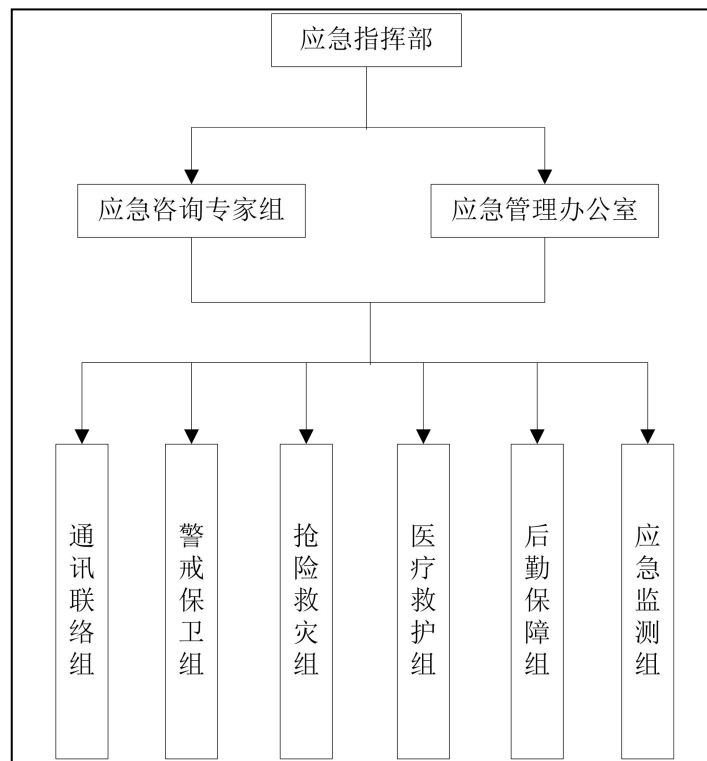 应急指挥部
应急咨询专家组
应急管理办公室
通讯联络组
警戒保卫组
抢险救灾组
医疗救护组
后勤保障组
应急监测组